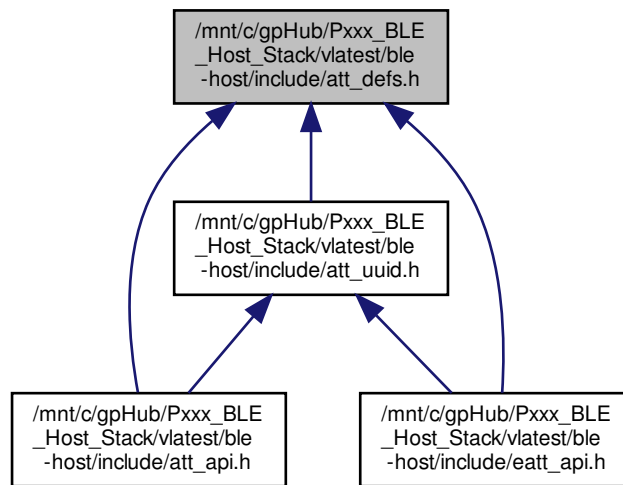 /mnt/c/gpHub/Pxxx_BLE
_Host_Stack/vlatest/ble
-host/include/att_defs.h
/mnt/c/gpHub/Pxxx_BLE
_Host_Stack/vlatest/ble
-host/include/att_uuid.h
/mnt/c/gpHub/Pxxx_BLE
_Host_Stack/vlatest/ble
-host/include/att_api.h
/mnt/c/gpHub/Pxxx_BLE
_Host_Stack/vlatest/ble
-host/include/eatt_api.h